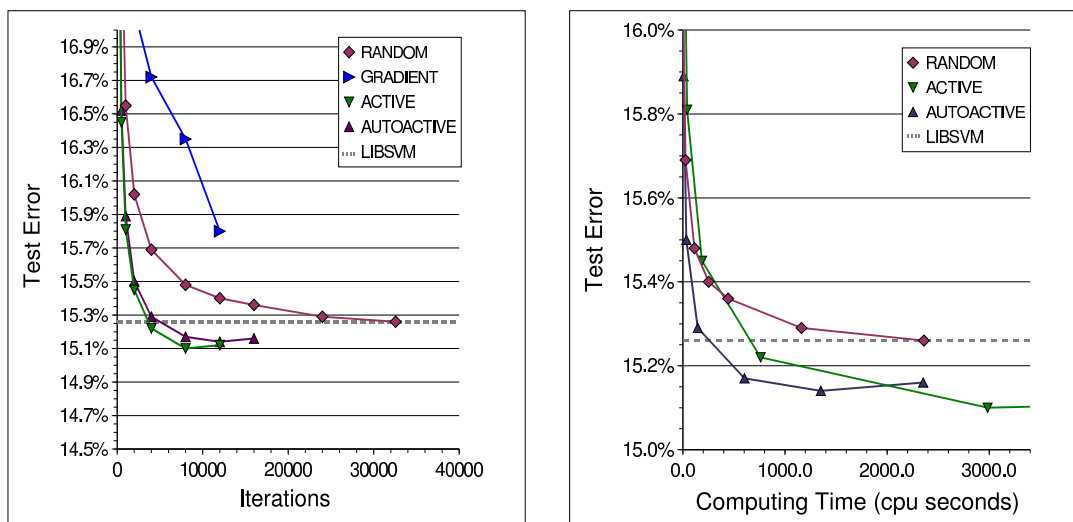 16.9%
16.7%
16.5%
16.3%
16.1%
15.9%
15.7%
15.5%
15.3%
15.1%
14.9%
14.7%
14.5%
Test Error
0
10000
20000
30000
40000
Iterations
RANDOM
GRADIENT
ACTIVE
AUTOACTIVE
LIBSVM
16.0%
15.8%
15.6%
15.4%
15.2%
15.0%
Test Error
0.0
1000.0
2000.0
3000.0
Computing Time (cpu seconds)
RANDOM
ACTIVE
AUTOACTIVE
LIBSVM